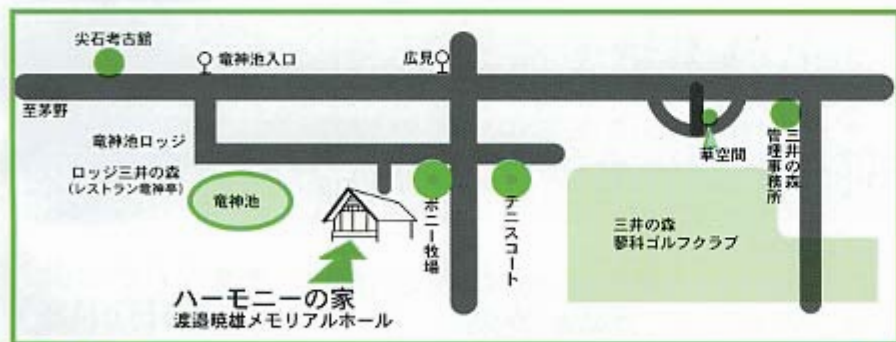 尖石考古館
竜神池入口
広見
至茅野
竜神池ロッジ
ロッジ三井の森
(レストラン竜神亭)
竜神池
ポニー牧場
テニスコート
草空間
三井の森
管理事務所
三井の森
蓼科ゴルフクラブ
ハーモニーの家
渡邉暁雄メモリアルホール